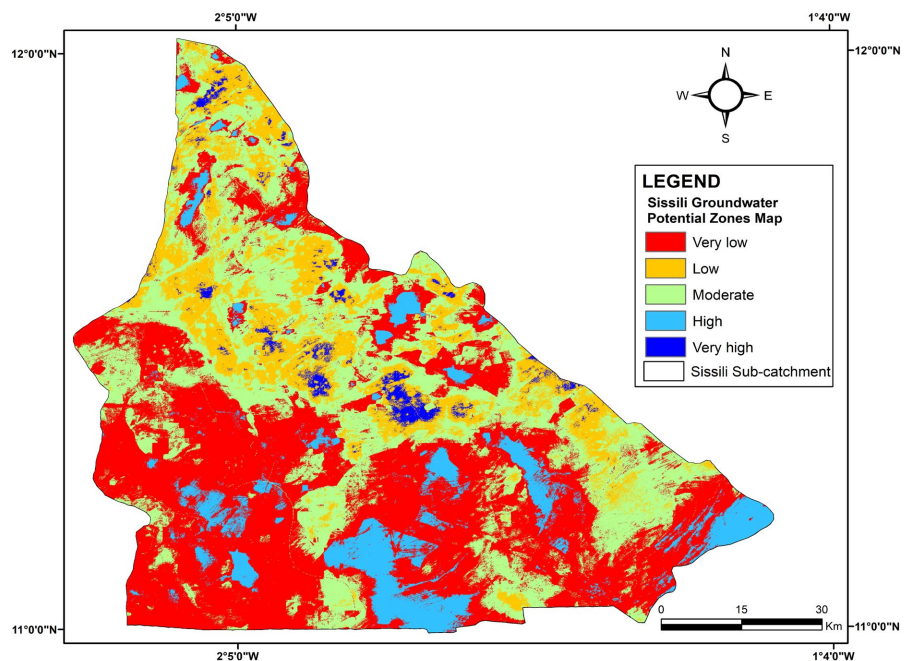 2°5'0"W 1°4'0"W
12°0'0"N 12°0'0"N
N
W E
S
LEGEND
Sissili Groundwater
Potential Zones Map
Very low
Low
Moderate
High
Very high
Sissili Sub-catchment
0 15 30
Km
11°0'0"N 11°0'0"N
2°5'0"W 1°4'0"W